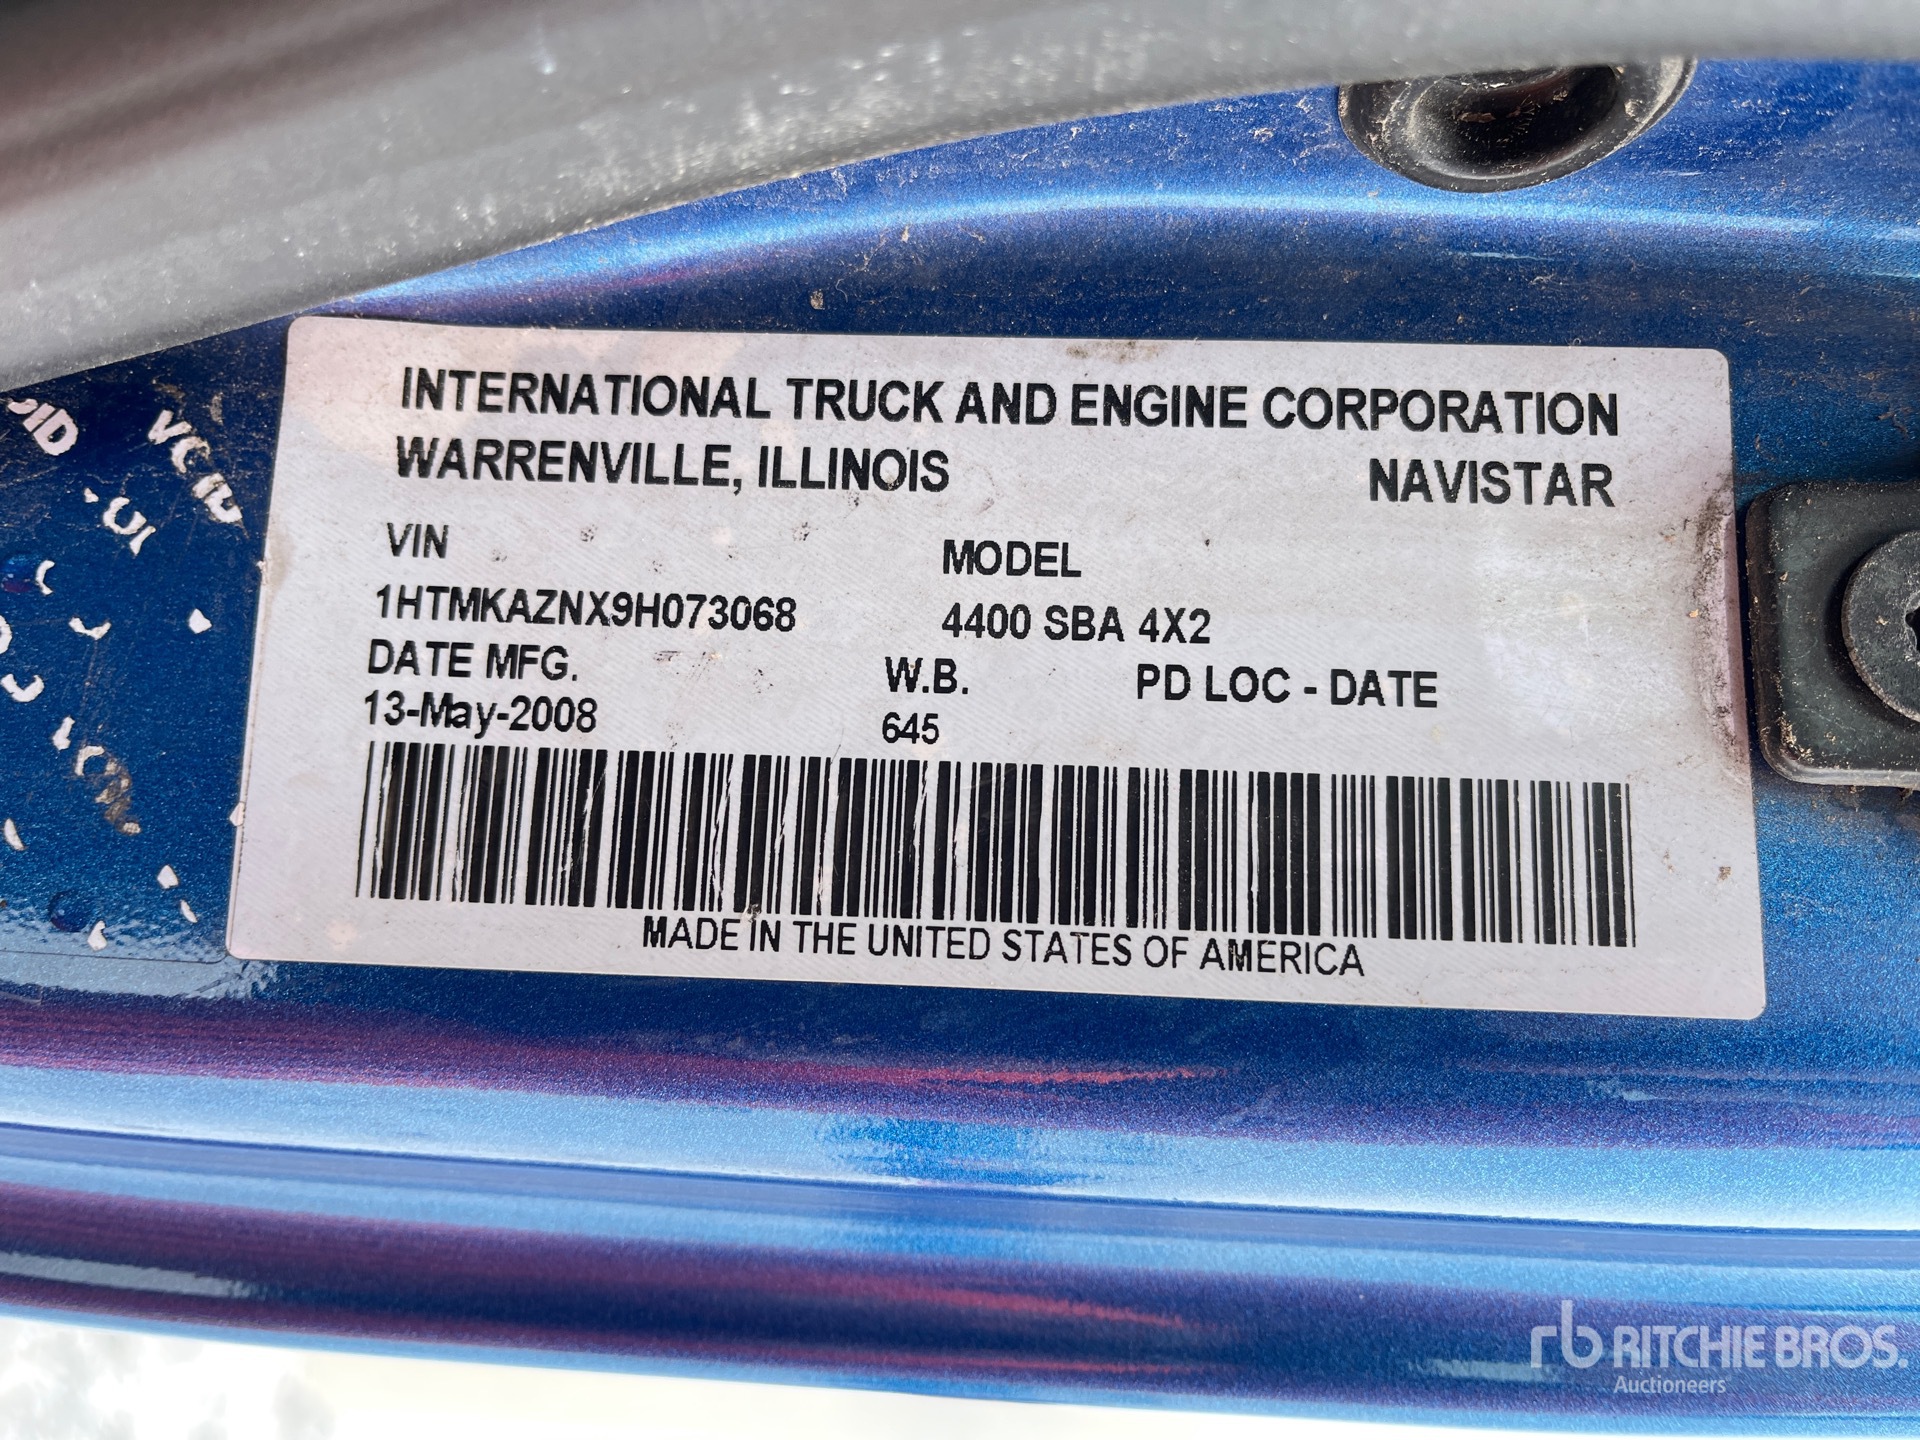 INTERNATIONAL TRUCK AND ENGINE CORPORATION
WARRENVILLE, ILLINOIS NAVISTAR
VIN MODEL
1HTMKAZNX9H073068 4400 SBA 4X2
DATE MFG. W.B. PD LOC - DATE
13-May-2008 645
MADE IN THE UNITED STATES OF AMERICA
rb RITCHIE BROS.
Auctioneers